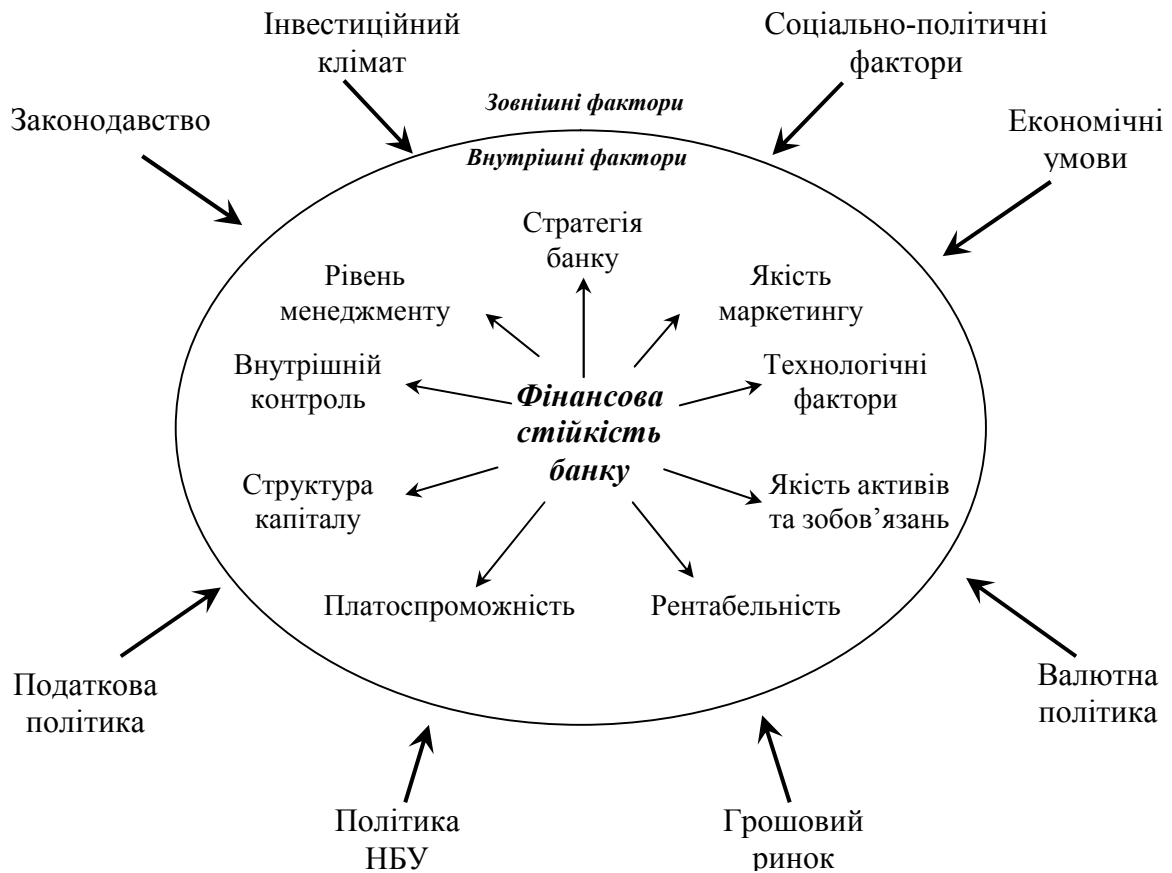 Інвестиційний
клімат
Соціально-політичні
фактори
Законодавство
Зовнішні фактори
Економічні
умови
Внутрішні фактори
Стратегія
банку
Рівень
менеджменту
Якість
маркетингу
Внутрішній
контроль
Фінансова
стійкість
банку
Технологічні
фактори
Структура
капіталу
Якість активів
та зобов’язань
Платоспроможність
Рентабельність
Податкова
політика
Валютна
політика
Політика
НБУ
Грошовий
ринок